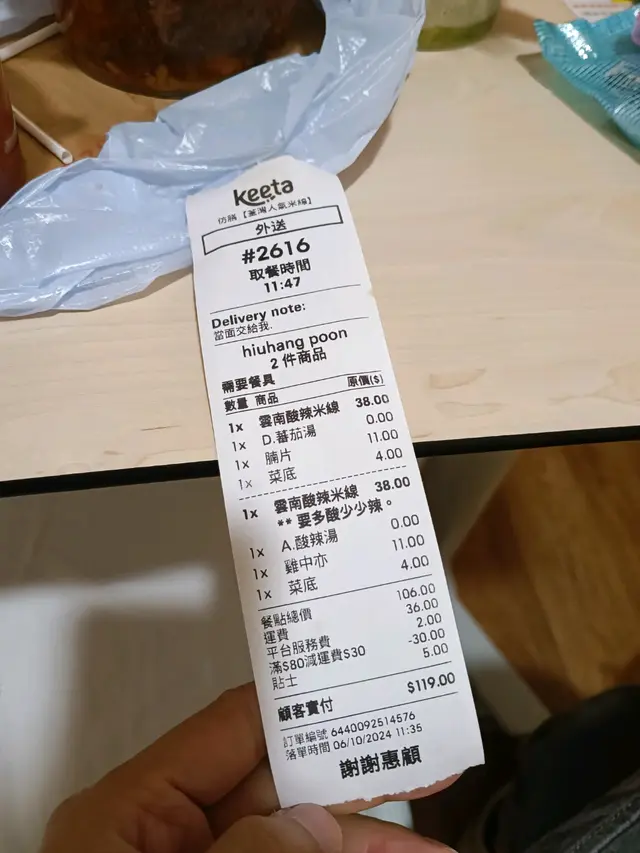 keeta
仿膳【荃灣人氣米線】
外送
#2616
取餐時間
11:47
Delivery note:
當面交給我.
hiuhang poon
2 件商品
需要餐具
數量 商品 原價($)
1x 雲南酸辣米線 38.00
1x D.蕃茄湯 0.00
1x 腩片 11.00
1x 菜底 4.00
1x 雲南酸辣米線 38.00
** 要多酸少少辣。
1x A.酸辣湯 0.00
1x 雞中亦 11.00
1x 菜底 4.00
餐點總價 106.00
運費 36.00
平台服務費 2.00
滿$80減運費$30 -30.00
貼士 5.00
顧客實付 $119.00
訂單編號 6440092514576
落單時間 06/10/2024 11:35
謝謝惠顧